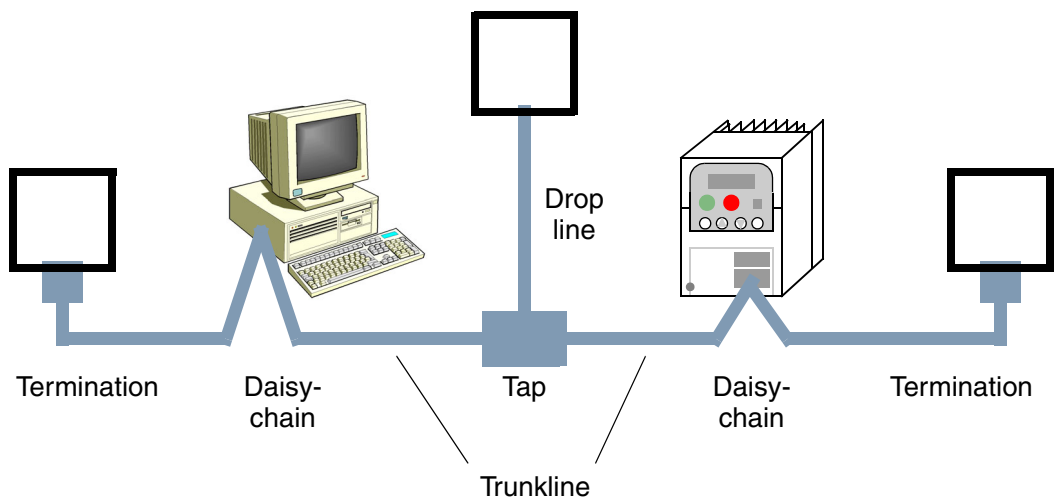 Drop
line
Termination
Daisy-
chain
Tap
Daisy-
chain
Termination
Trunkline